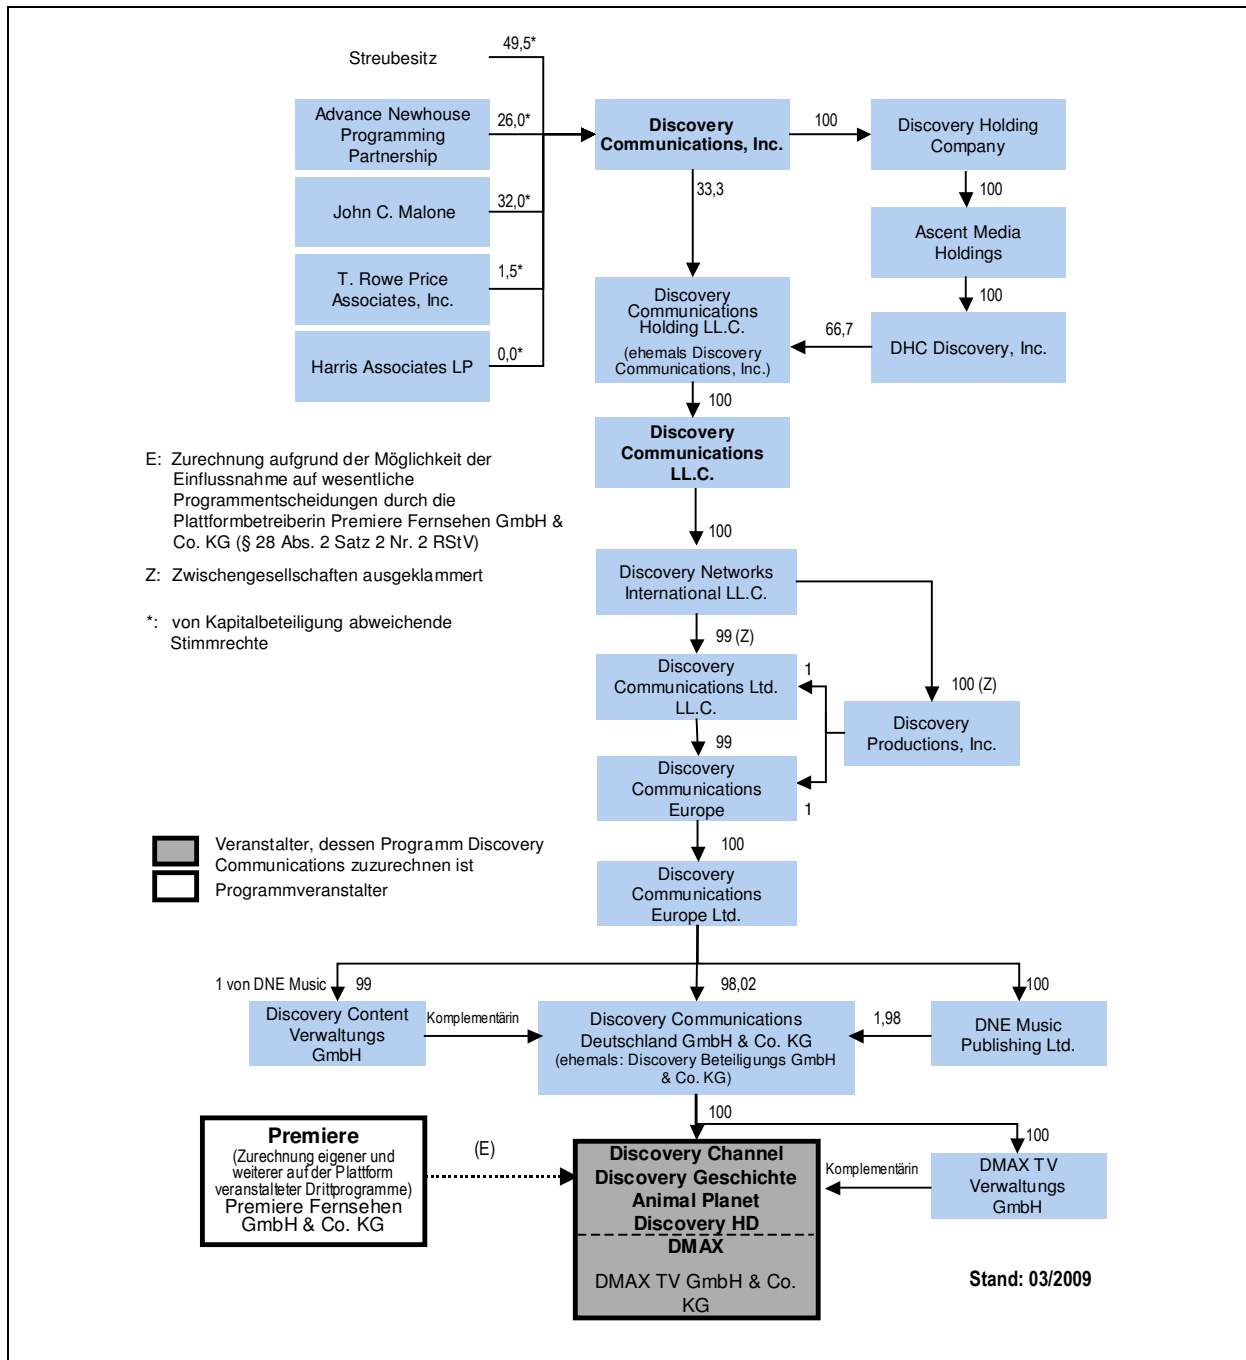 Streubesitz
49,5*
Advance Newhouse
Programming
Partnership
26,0*
John C. Malone
32,0*
T. Rowe Price
Associates, Inc.
1,5*
Harris Associates LP
0,0*
Discovery
Communications, Inc.
100
Discovery Holding
Company
33,3
100
Ascent Media
Holdings
100
Discovery
Communications
Holding LL.C.
(ehemals Discovery
Communications, Inc.)
66,7
DHC Discovery, Inc.
100
Discovery
Communications
LL.C.
E: Zurechnung aufgrund der Möglichkeit der
Einflussnahme auf wesentliche
Programmentscheidungen durch die
Plattformbetreiberin Premiere Fernsehen GmbH &
Co. KG (§ 28 Abs. 2 Satz 2 Nr. 2 RStV)
Z: Zwischengesellschaften ausgeklammert
*: von Kapitalbeteiligung abweichende
Stimmrechte
100
Discovery Networks
International LL.C.
99 (Z)
Discovery
Communications Ltd.
LL.C.
1
100 (Z)
Discovery
Productions, Inc.
99
Discovery
Communications
Europe
1
100
Discovery
Communications
Europe Ltd.
Veranstalter, dessen Programm Discovery
Communications zuzurechnen ist
Programmveranstalter
1 von DNE Music
99
98,02
100
Discovery Content
Verwaltungs
GmbH
Komplementärin
Discovery Communications
Deutschland GmbH & Co. KG
(ehemals: Discovery Beteiligungs GmbH
& Co. KG)
1,98
DNE Music
Publishing Ltd.
100
100
Premiere
(Zurechnung eigener und
weiterer auf der Plattform
veranstalteter Drittprogramme)
Premiere Fernsehen
GmbH & Co. KG
(E)
Discovery Channel
Discovery Geschichte
Animal Planet
Discovery HD
DMAX
DMAX TV GmbH & Co.
KG
Komplementärin
DMAX TV
Verwaltungs
GmbH
Stand: 03/2009